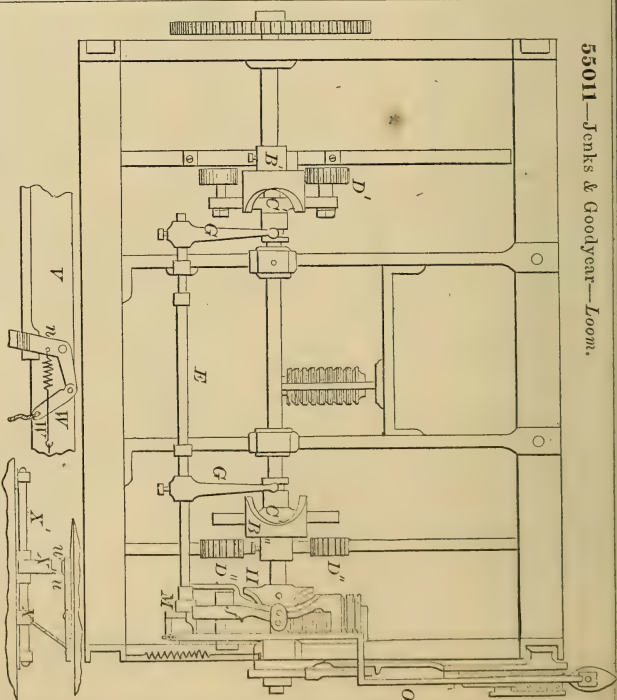 55011—Jenks & Goodyear—Loom.
B'
D'
C
G
V
n
E
W
W'
G
C
B"
X'
n
n
X
D"
H
D"
M
O